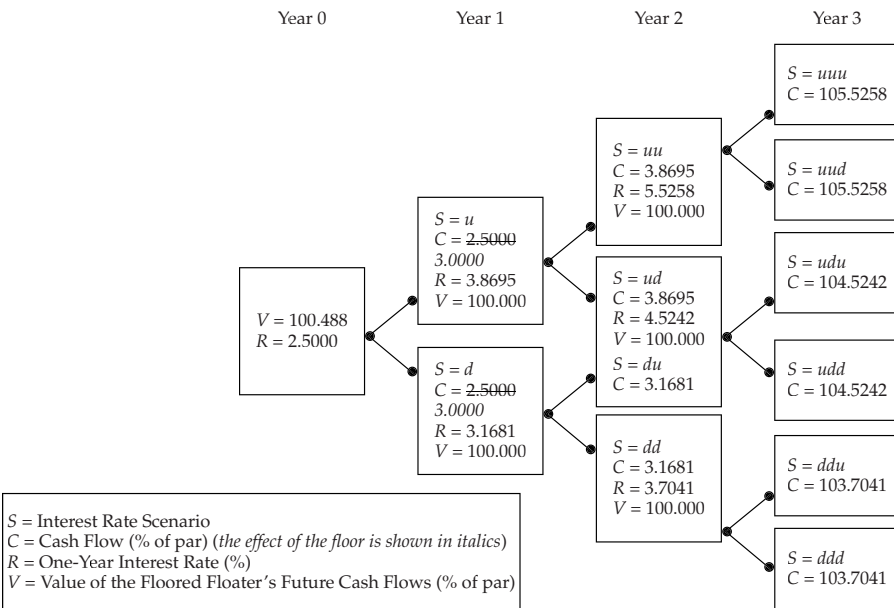 Year 0
Year 1
Year 2
Year 3
V = 100.488
R = 2.5000
S = u
C = 2.5000
3.0000
R = 3.8695
V = 100.000
S = d
C = 2.5000
3.0000
R = 3.1681
V = 100.000
S = uu
C = 3.8695
R = 5.5258
V = 100.000
S = ud
C = 3.8695
R = 4.5242
V = 100.000
S = du
C = 3.1681
S = dd
C = 3.1681
R = 3.7041
V = 100.000
S = uuu
C = 105.5258
S = uud
C = 105.5258
S = udu
C = 104.5242
S = udd
C = 104.5242
S = ddu
C = 103.7041
S = ddd
C = 103.7041
S = Interest Rate Scenario
C = Cash Flow (% of par) (the effect of the floor is shown in italics)
R = One-Year Interest Rate (%)
V = Value of the Floored Floater's Future Cash Flows (% of par)